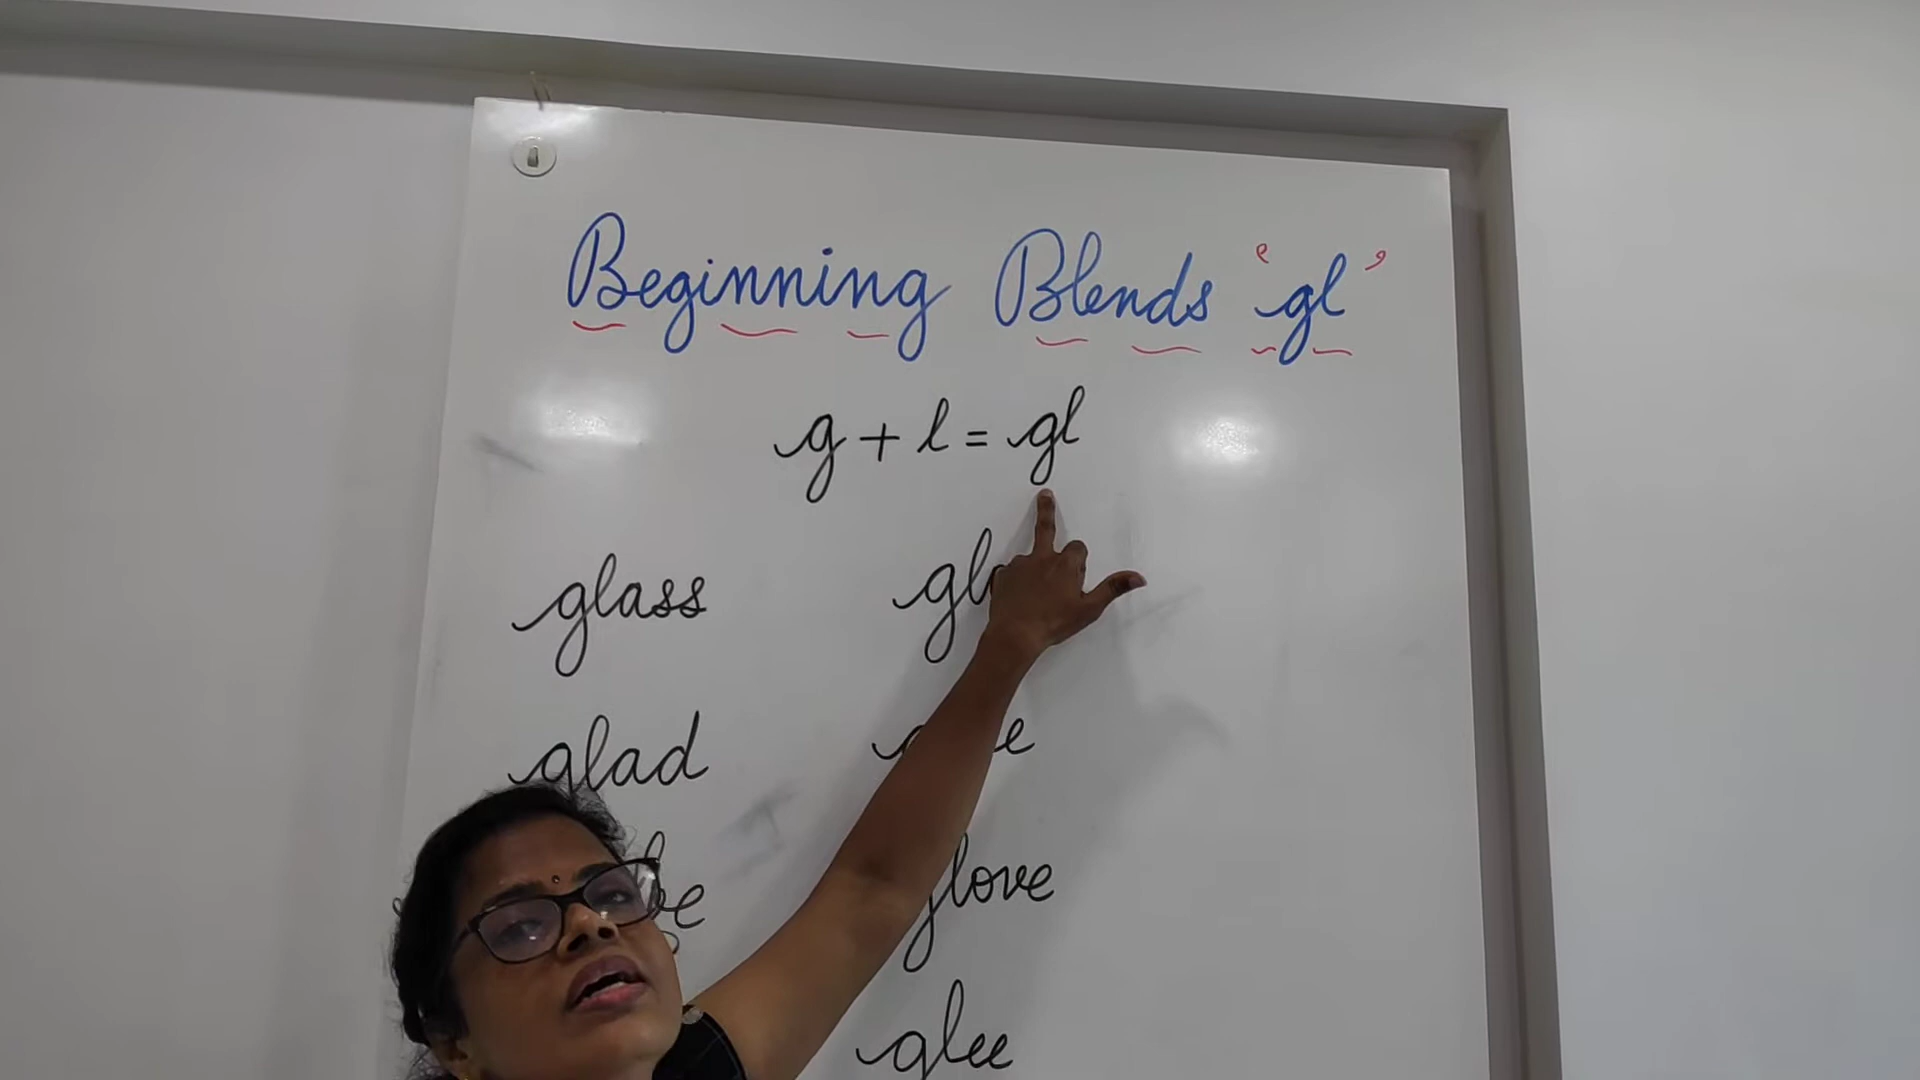 Beginning Blends 'gl'
g + l = gl
glass
glad
glove
glee